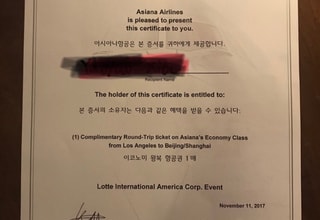 Asiana Airlines
is pleased to present
this certificate to you.
아시아나항공은 본 증서를 귀하에게 제공합니다.
Recipient Name
The holder of this certificate is entitled to:
본 증서의 소유자는 다음과 같은 혜택을 받을 수 있습니다:
(1) Complimentary Round-Trip ticket on Asiana's Economy Class
from Los Angeles to Beijing/Shanghai
이코노미 왕복 항공권 1매
Lotte International America Corp. Event
November 11, 2017